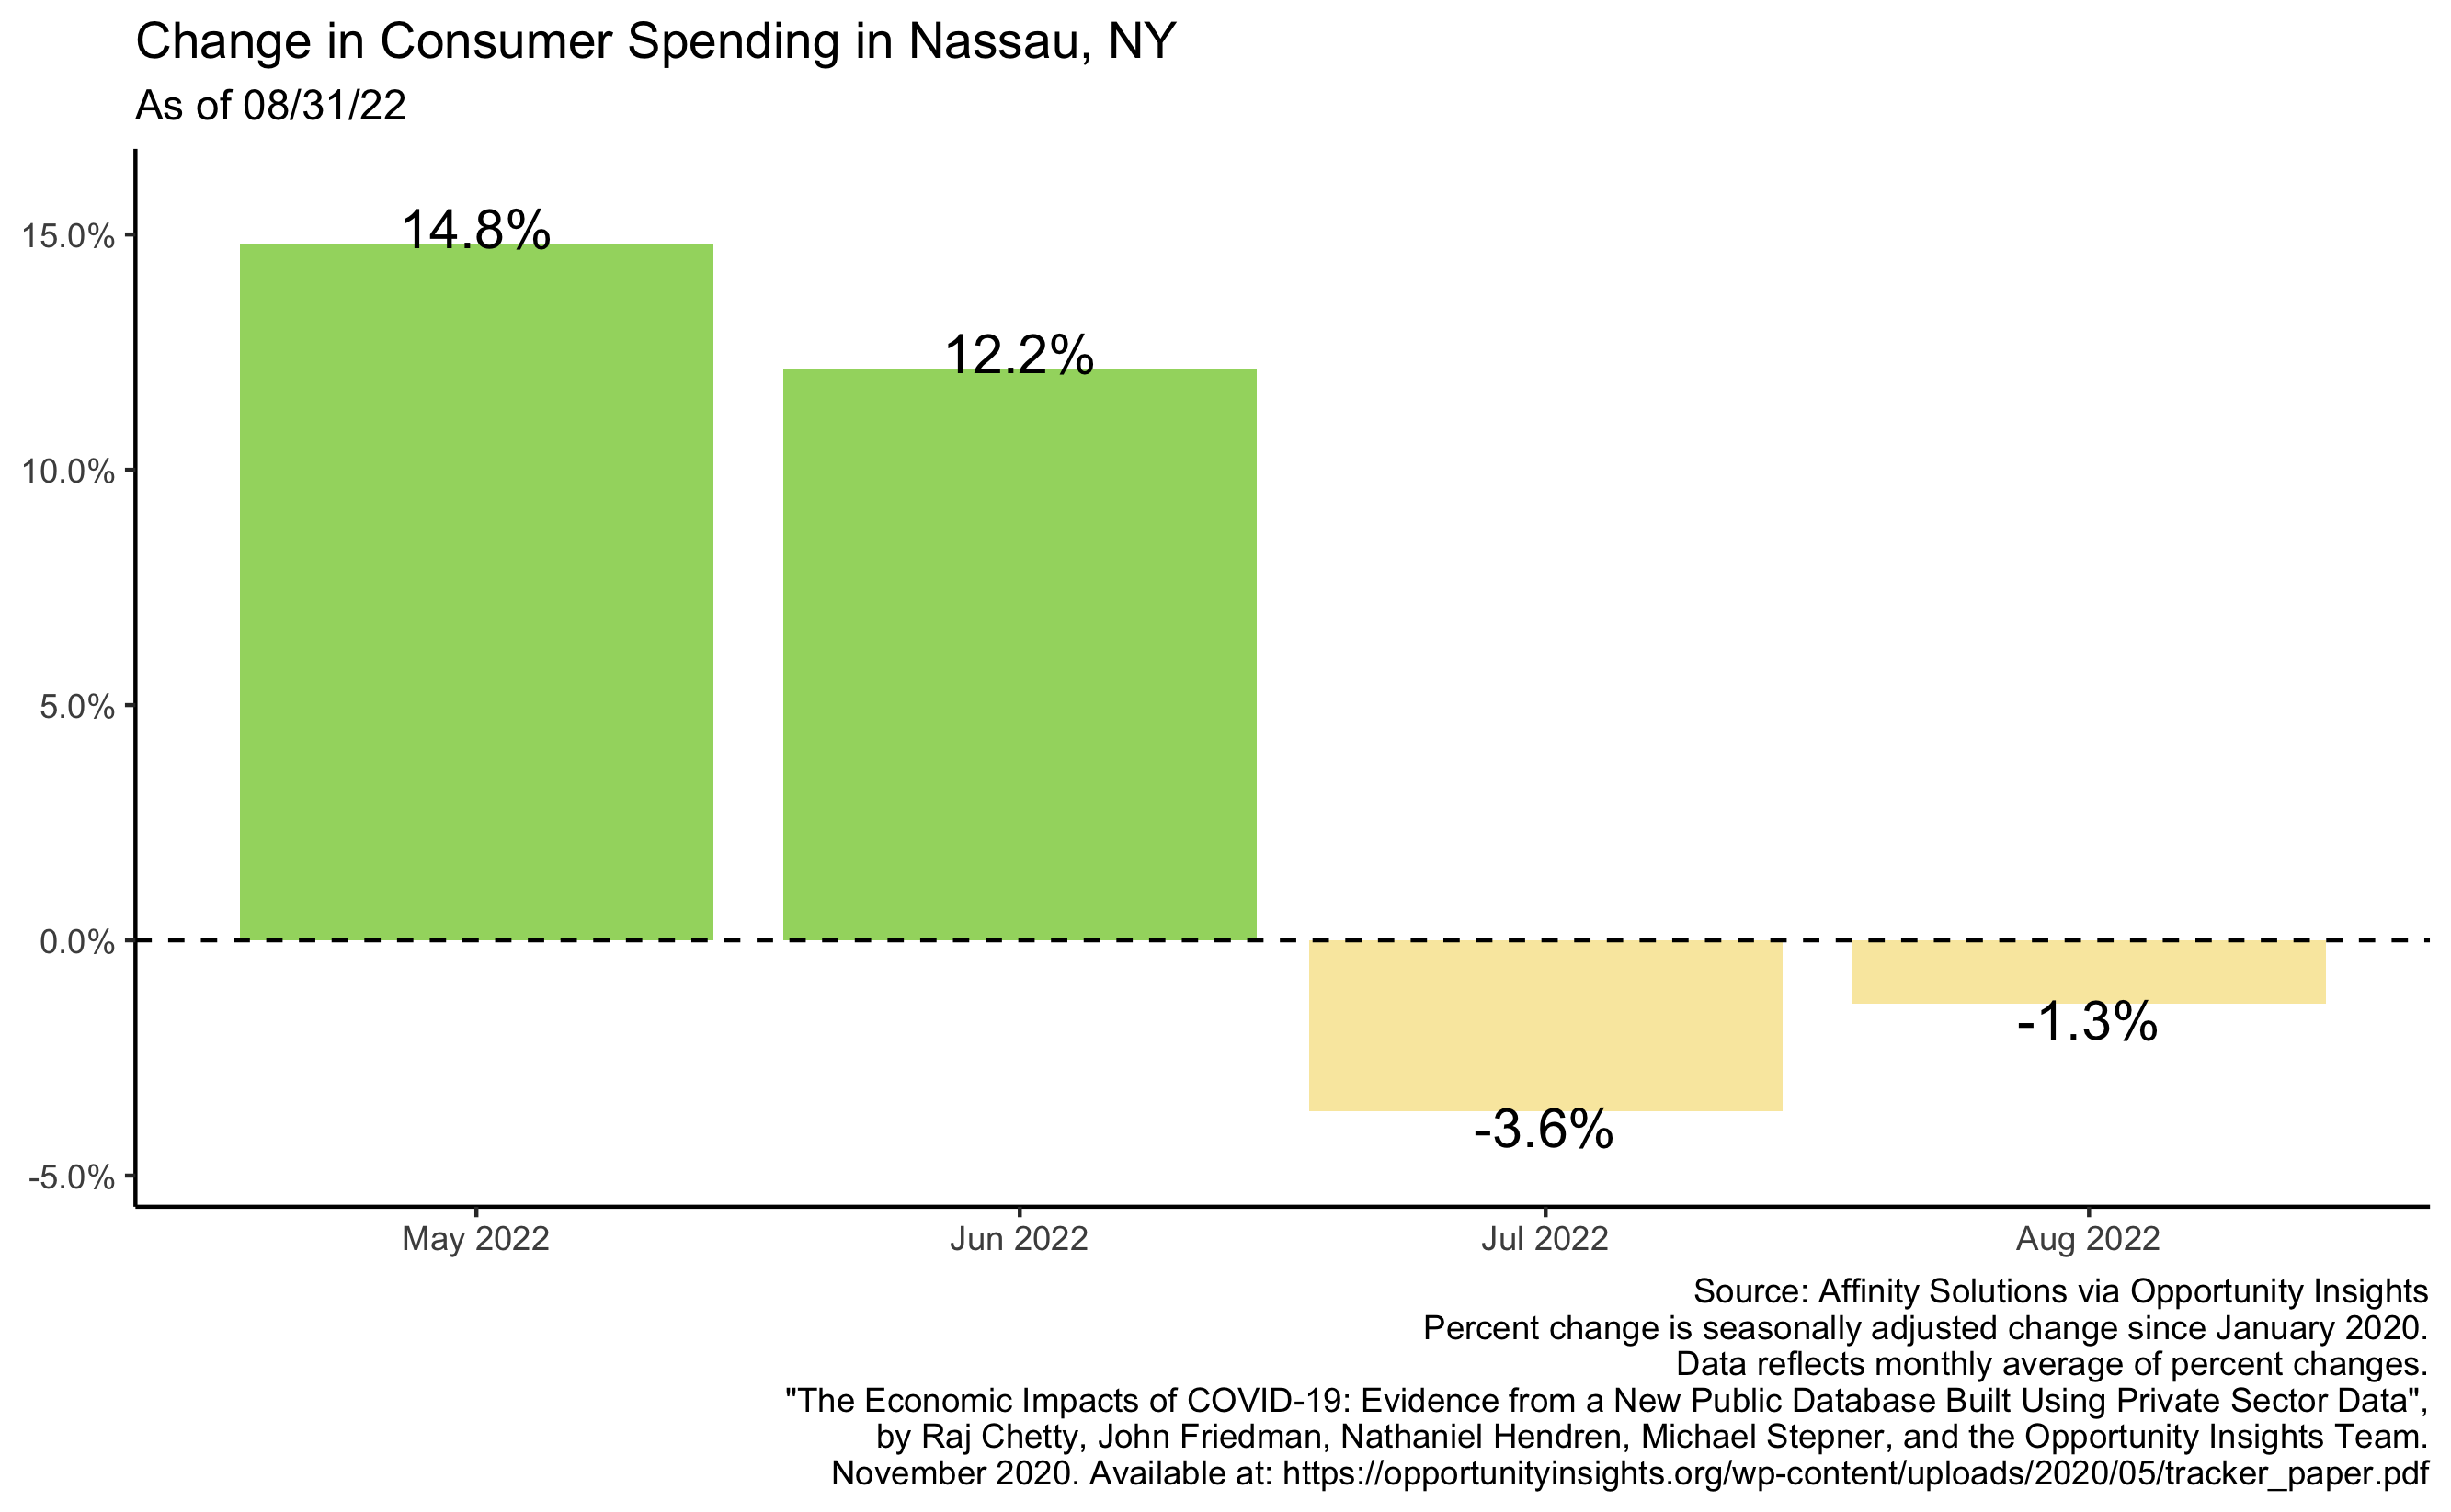 Change in Consumer Spending in Nassau, NY
As of 08/31/22
15.0%
10.0%
5.0%
0.0%
-5.0%
14.8%
12.2%
-3.6%
-1.3%
May 2022
Jun 2022
Jul 2022
Aug 2022
Source: Affinity Solutions via Opportunity Insights
Percent change is seasonally adjusted change since January 2020.
Data reflects monthly average of percent changes.
"The Economic Impacts of COVID-19: Evidence from a New Public Database Built Using Private Sector Data",
by Raj Chetty, John Friedman, Nathaniel Hendren, Michael Stepner, and the Opportunity Insights Team.
November 2020. Available at: https://opportunityinsights.org/wp-content/uploads/2020/05/tracker_paper.pdf